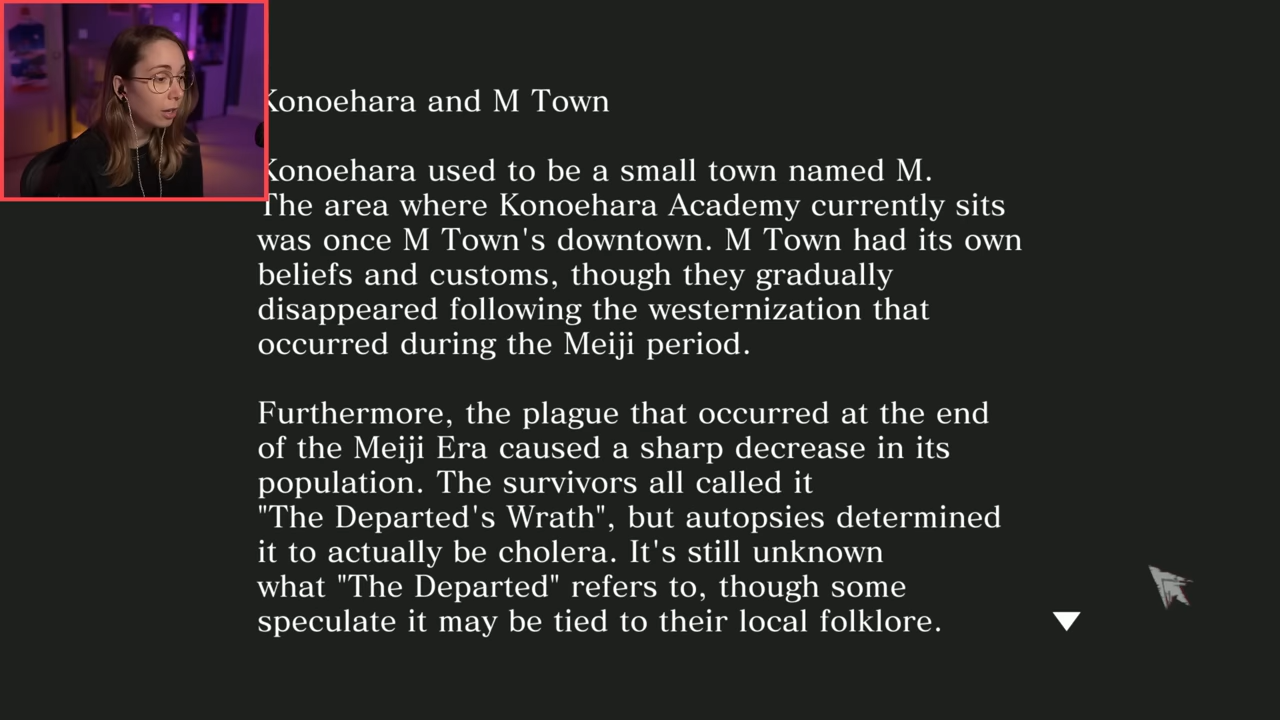 Konoehara and M Town
Konoehara used to be a small town named M.
The area where Konoehara Academy currently sits
was once M Town's downtown. M Town had its own
beliefs and customs, though they gradually
disappeared following the westernization that
occurred during the Meiji period.
Furthermore, the plague that occurred at the end
of the Meiji Era caused a sharp decrease in its
population. The survivors all called it
"The Departed's Wrath", but autopsies determined
it to actually be cholera. It's still unknown
what "The Departed" refers to, though some
speculate it may be tied to their local folklore.